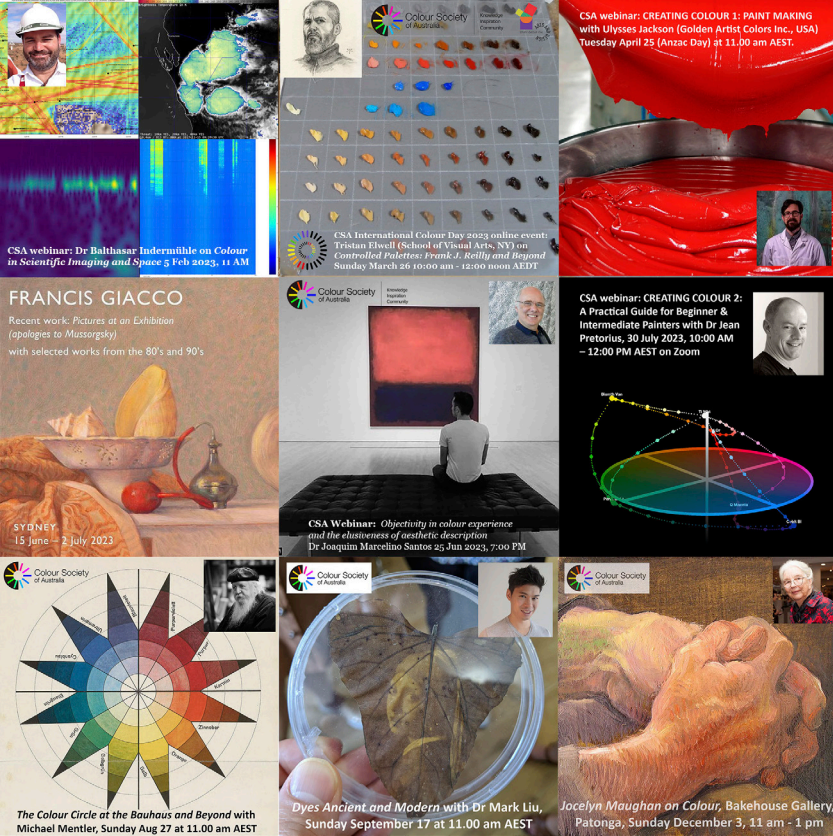 CSA webinar: Dr Balthasar Indermühle on Colour
in Scientific Imaging and Space 5 Feb 2023, 11 AM
Colour Society
of Australia
Knowledge
Inspiration
Community
CSA International Colour Day 2023 online event:
Tristan Elwell (School of Visual Arts, NY) on
Controlled Palettes: Frank J. Reilly and Beyond
Sunday March 26 10:00 am - 12:00 noon AEDT
CSA webinar: CREATING COLOUR 1: PAINT MAKING
with Ulysses Jackson (Golden Artist Colors Inc., USA)
Tuesday April 25 (Anzac Day) at 11.00 am AEST.
FRANCIS GIACCO
Recent work: Pictures at an Exhibition
(apologies to Mussorgsky)
with selected works from the 80's and 90's
SYDNEY
15 June – 2 July 2023
Colour Society
of Australia
Knowledge
Inspiration
Community
CSA Webinar: Objectivity in colour experience
and the elusiveness of aesthetic description
Dr Joaquim Marcelino Santos 25 Jun 2023, 7:00 PM
CSA webinar: CREATING COLOUR 2:
A Practical Guide for Beginner &
Intermediate Painters with Dr Jean
Pretorius, 30 July 2023, 10:00 AM
– 12:00 PM AEST on Zoom
Colour Society
of Australia
Purpur
Karmin
Zinnober
Orange
The Colour Circle at the Bauhaus and Beyond with
Michael Mentler, Sunday Aug 27 at 11.00 am AEST
Colour Society
of Australia
Dyes Ancient and Modern with Dr Mark Liu,
Sunday September 17 at 11.00 am AEST
Colour Society
of Australia
Jocelyn Maughan on Colour, Bakehouse Gallery,
Patonga, Sunday December 3, 11 am - 1 pm